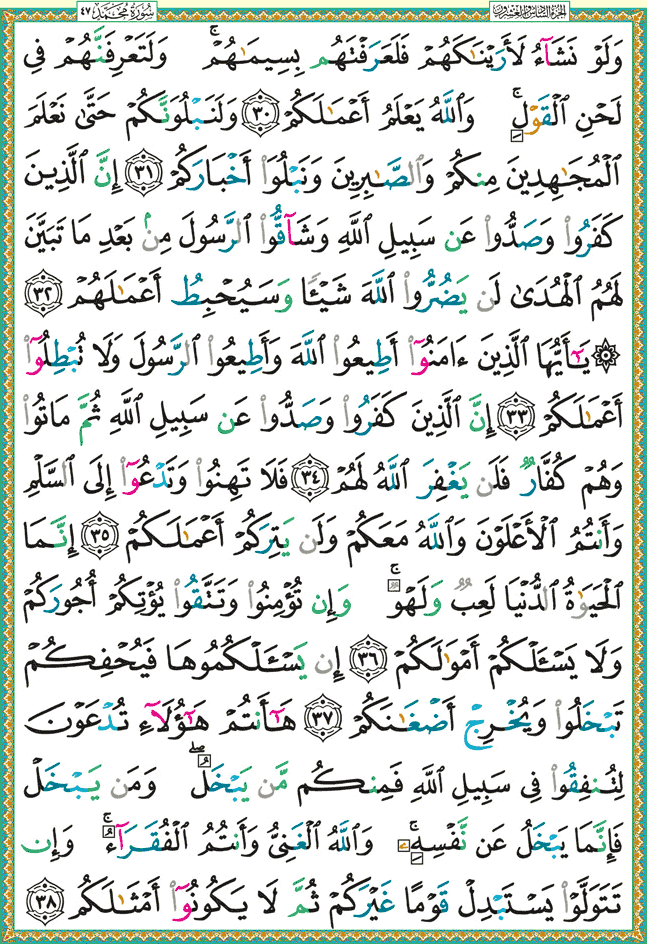 الجزء السادس والعشرون سورة محمد ٤٧
وَلَوْ نَشَآءُ لَأَرَيْنَٰكَهُمْ فَلَعَرَفْتَهُم بِسِيمَٰهُمْ ۚ وَلَتَعْرِفَنَّهُمْ فِى
لَحْنِ ٱلْقَوْلِ ۚ وَٱللَّهُ يَعْلَمُ أَعْمَٰلَكُمْ ٣٠ وَلَنَبْلُوَنَّكُمْ حَتَّىٰ نَعْلَمَ
ٱلْمُجَٰهِدِينَ مِنكُمْ وَٱلصَّٰبِرِينَ وَنَبْلُوَا۟ أَخْبَارَكُمْ ٣١ إِنَّ ٱلَّذِينَ
كَفَرُوا۟ وَصَدُّوا۟ عَن سَبِيلِ ٱللَّهِ وَشَآقُّوا۟ ٱلرَّسُولَ مِنۢ بَعْدِ مَا تَبَيَّنَ
لَهُمُ ٱلْهُدَىٰ لَن يَضُرُّوا۟ ٱللَّهَ شَيْـًٔا وَسَيُحْبِطُ أَعْمَٰلَهُمْ ٣٢
۞ يَٰٓأَيُّهَا ٱلَّذِينَ ءَامَنُوٓا۟ أَطِيعُوا۟ ٱللَّهَ وَأَطِيعُوا۟ ٱلرَّسُولَ وَلَا تُبْطِلُوٓا۟
أَعْمَٰلَكُمْ ٣٣ إِنَّ ٱلَّذِينَ كَفَرُوا۟ وَصَدُّوا۟ عَن سَبِيلِ ٱللَّهِ ثُمَّ مَاتُوا۟
وَهُمْ كُفَّارٌ فَلَن يَغْفِرَ ٱللَّهُ لَهُمْ ٣٤ فَلَا تَهِنُوا۟ وَتَدْعُوٓا۟ إِلَى ٱلسَّلْمِ
وَأَنتُمُ ٱلْأَعْلَوْنَ وَٱللَّهُ مَعَكُمْ وَلَن يَتِرَكُمْ أَعْمَٰلَكُمْ ٣٥ إِنَّمَا
ٱلْحَيَوٰةُ ٱلدُّنْيَا لَعِبٌ وَلَهْوٌ ۚ وَإِن تُؤْمِنُوا۟ وَتَتَّقُوا۟ يُؤْتِكُمْ أُجُورَكُمْ
وَلَا يَسْـَٔلْكُمْ أَمْوَٰلَكُمْ ٣٦ إِن يَسْـَٔلْكُمُوهَا فَيُحْفِكُمْ
تَبْخَلُوا۟ وَيُخْرِجْ أَضْغَٰنَكُمْ ٣٧ هَٰٓأَنتُمْ هَٰٓؤُلَآءِ تُدْعَوْنَ
لِتُنفِقُوا۟ فِى سَبِيلِ ٱللَّهِ فَمِنكُم مَّن يَبْخَلُ ۖ وَمَن يَبْخَلْ
فَإِنَّمَا يَبْخَلُ عَن نَّفْسِهِۦ ۚ وَٱللَّهُ ٱلْغَنِىُّ وَأَنتُمُ ٱلْفُقَرَآءُ ۚ وَإِن
تَتَوَلَّوْا۟ يَسْتَبْدِلْ قَوْمًا غَيْرَكُمْ ثُمَّ لَا يَكُونُوٓا۟ أَمْثَٰلَكُم ٣٨